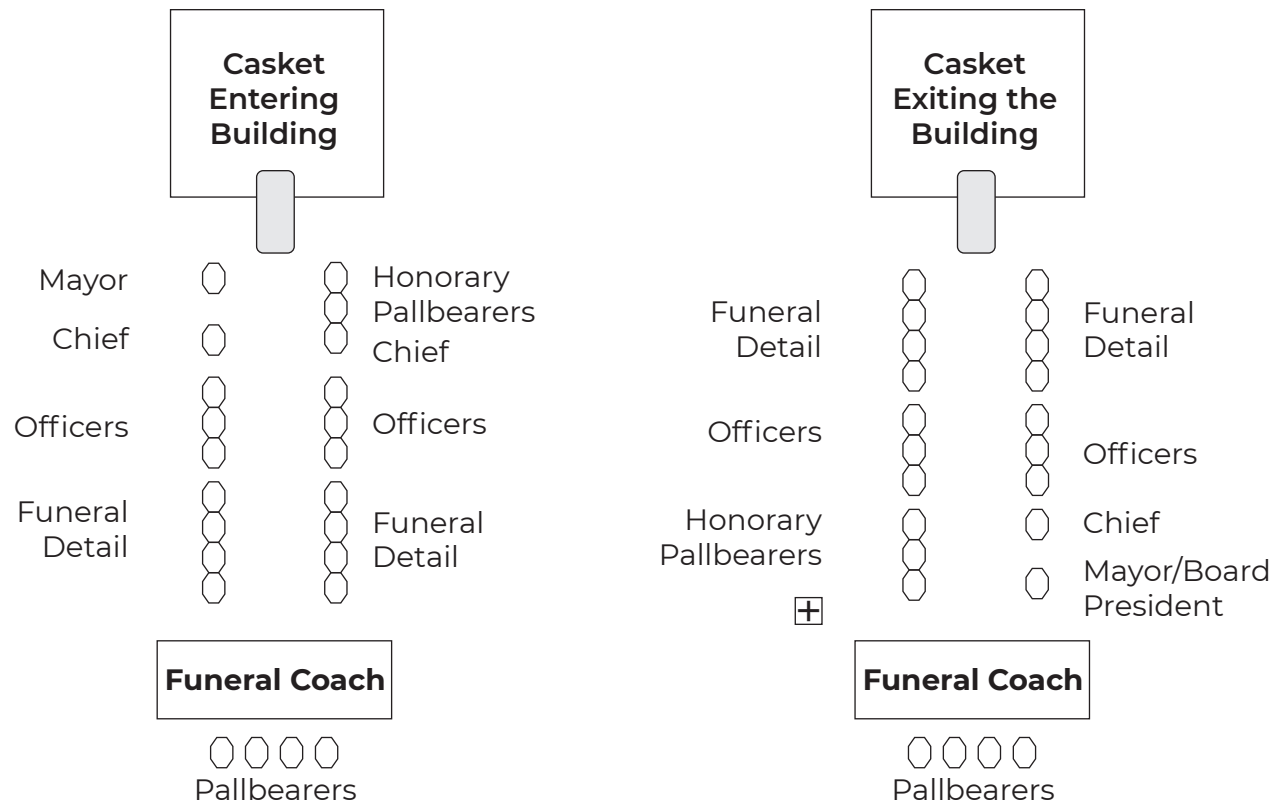 Casket
Entering
Building
Mayor
Chief
Officers
Funeral
Detail
Honorary
Pallbearers
Chief
Officers
Funeral
Detail
Funeral Coach
Pallbearers
Casket
Exiting the
Building
Funeral
Detail
Officers
Honorary
Pallbearers
+
Funeral
Detail
Officers
Chief
Mayor/Board
President
Funeral Coach
Pallbearers